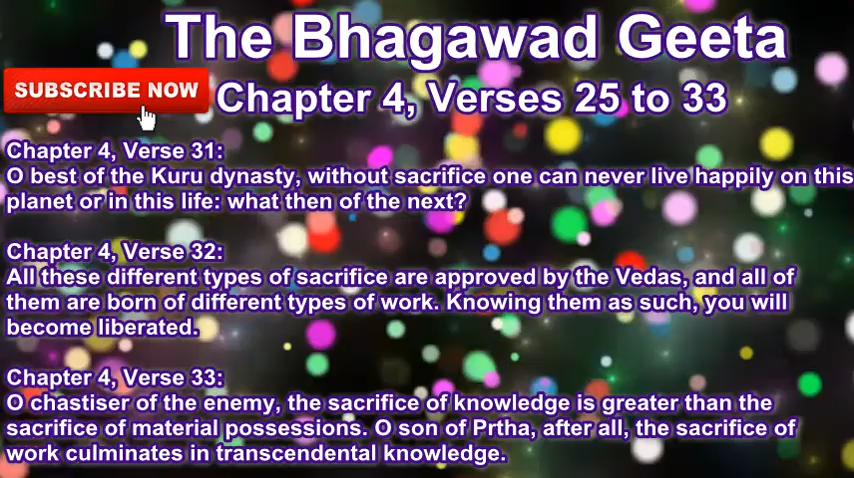 The Bhagawad Geeta
SUBSCRIBE NOW
Chapter 4, Verses 25 to 33
Chapter 4, Verse 31:
O best of the Kuru dynasty, without sacrifice one can never live happily on this
planet or in this life: what then of the next?
Chapter 4, Verse 32:
All these different types of sacrifice are approved by the Vedas, and all of
them are born of different types of work. Knowing them as such, you will
become liberated.
Chapter 4, Verse 33:
O chastiser of the enemy, the sacrifice of knowledge is greater than the
sacrifice of material possessions. O son of Prtha, after all, the sacrifice of
work culminates in transcendental knowledge.